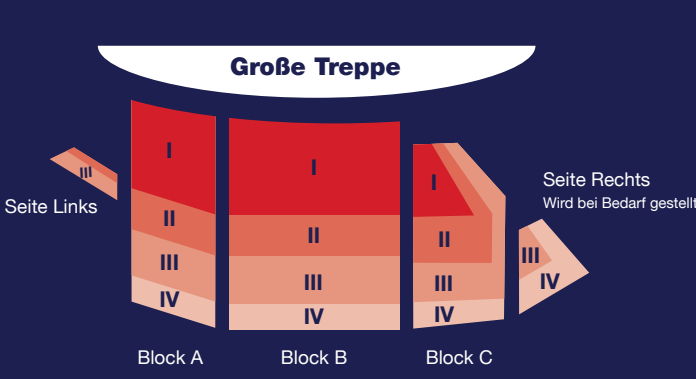 Große Treppe
I
I
I
III
Seite Links
Seite Rechts
Wird bei Bedarf gestellt
II
II
II
III
III
III
III
IV
IV
IV
IV
Block A
Block B
Block C